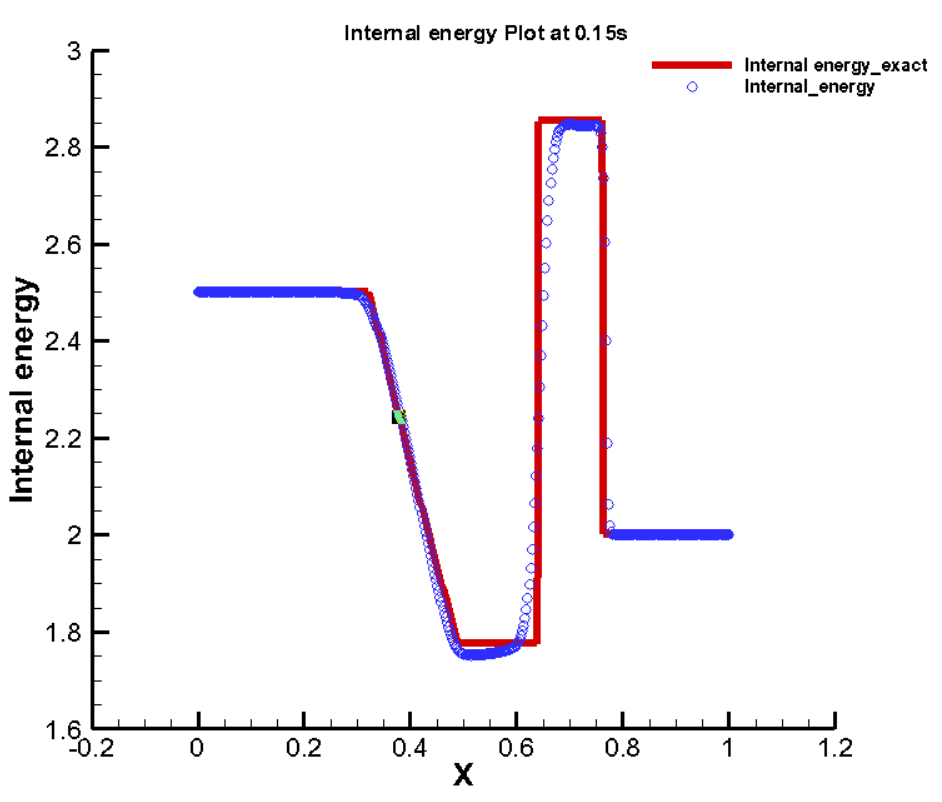 Internal energy Plot at 0.15s
Internal energy_exact
Internal_energy
3
2.8
2.6
2.4
2.2
2
1.8
1.6
Internal energy
-0.2 0 0.2 0.4 0.6 0.8 1 1.2
X